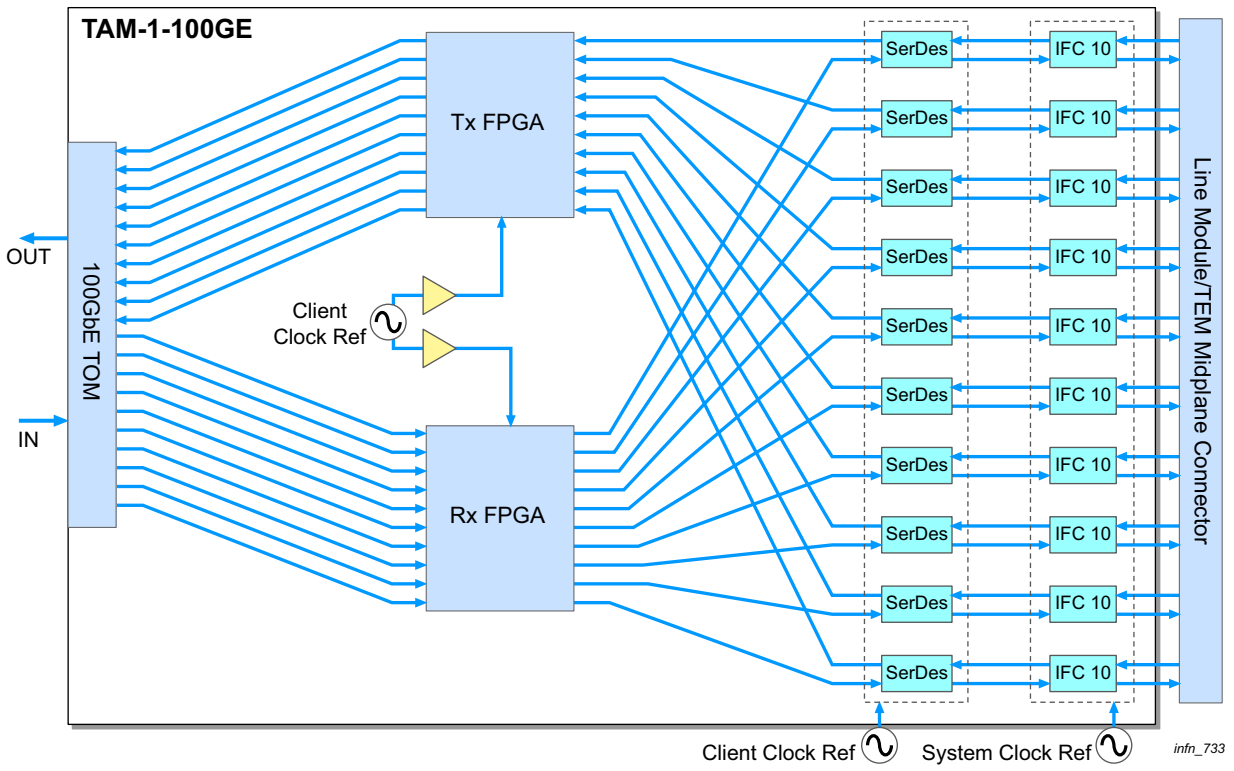 TAM-1-100GE
Tx FPGA
SerDes
IFC 10
SerDes
IFC 10
SerDes
IFC 10
SerDes
IFC 10
SerDes
IFC 10
SerDes
IFC 10
SerDes
IFC 10
SerDes
IFC 10
SerDes
IFC 10
SerDes
IFC 10
Line Module/TEM Midplane Connector
OUT
100GbE TOM
IN
Client
Clock Ref
Rx FPGA
Client Clock Ref
System Clock Ref
infn_733